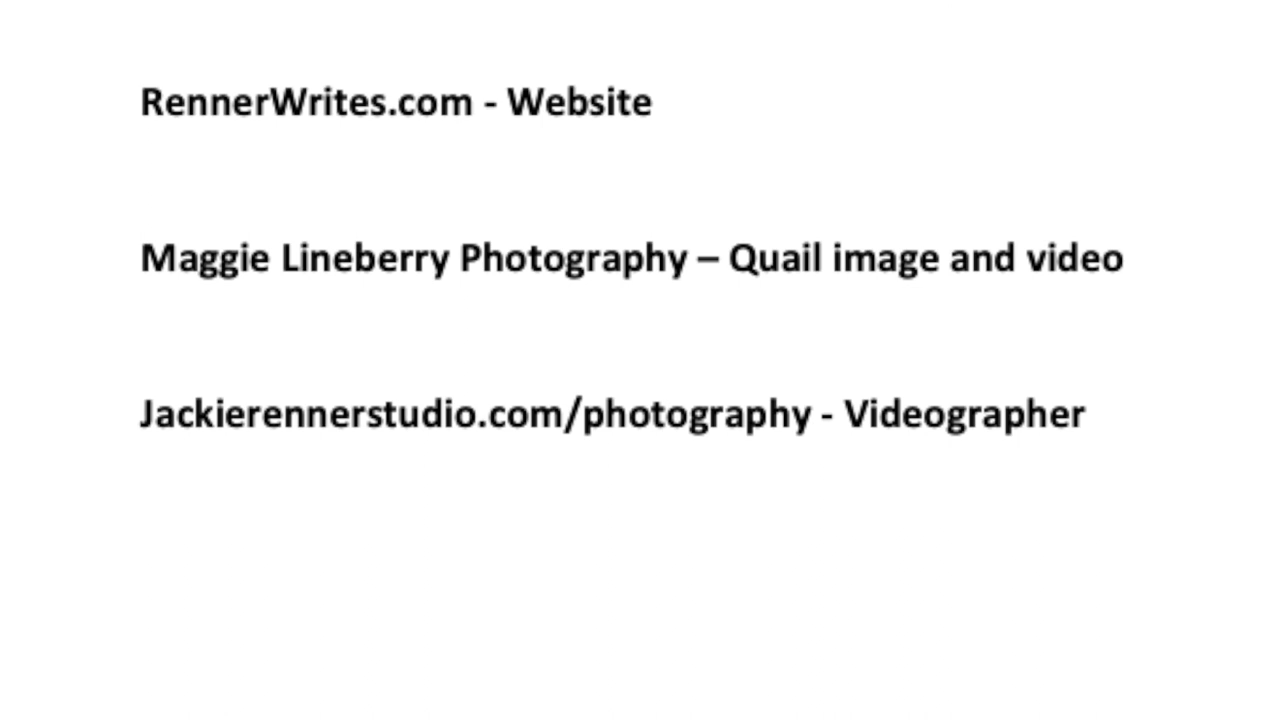 RennerWrites.com - Website
Maggie Lineberry Photography – Quail image and video
Jackierennerstudio.com/photography - Videographer